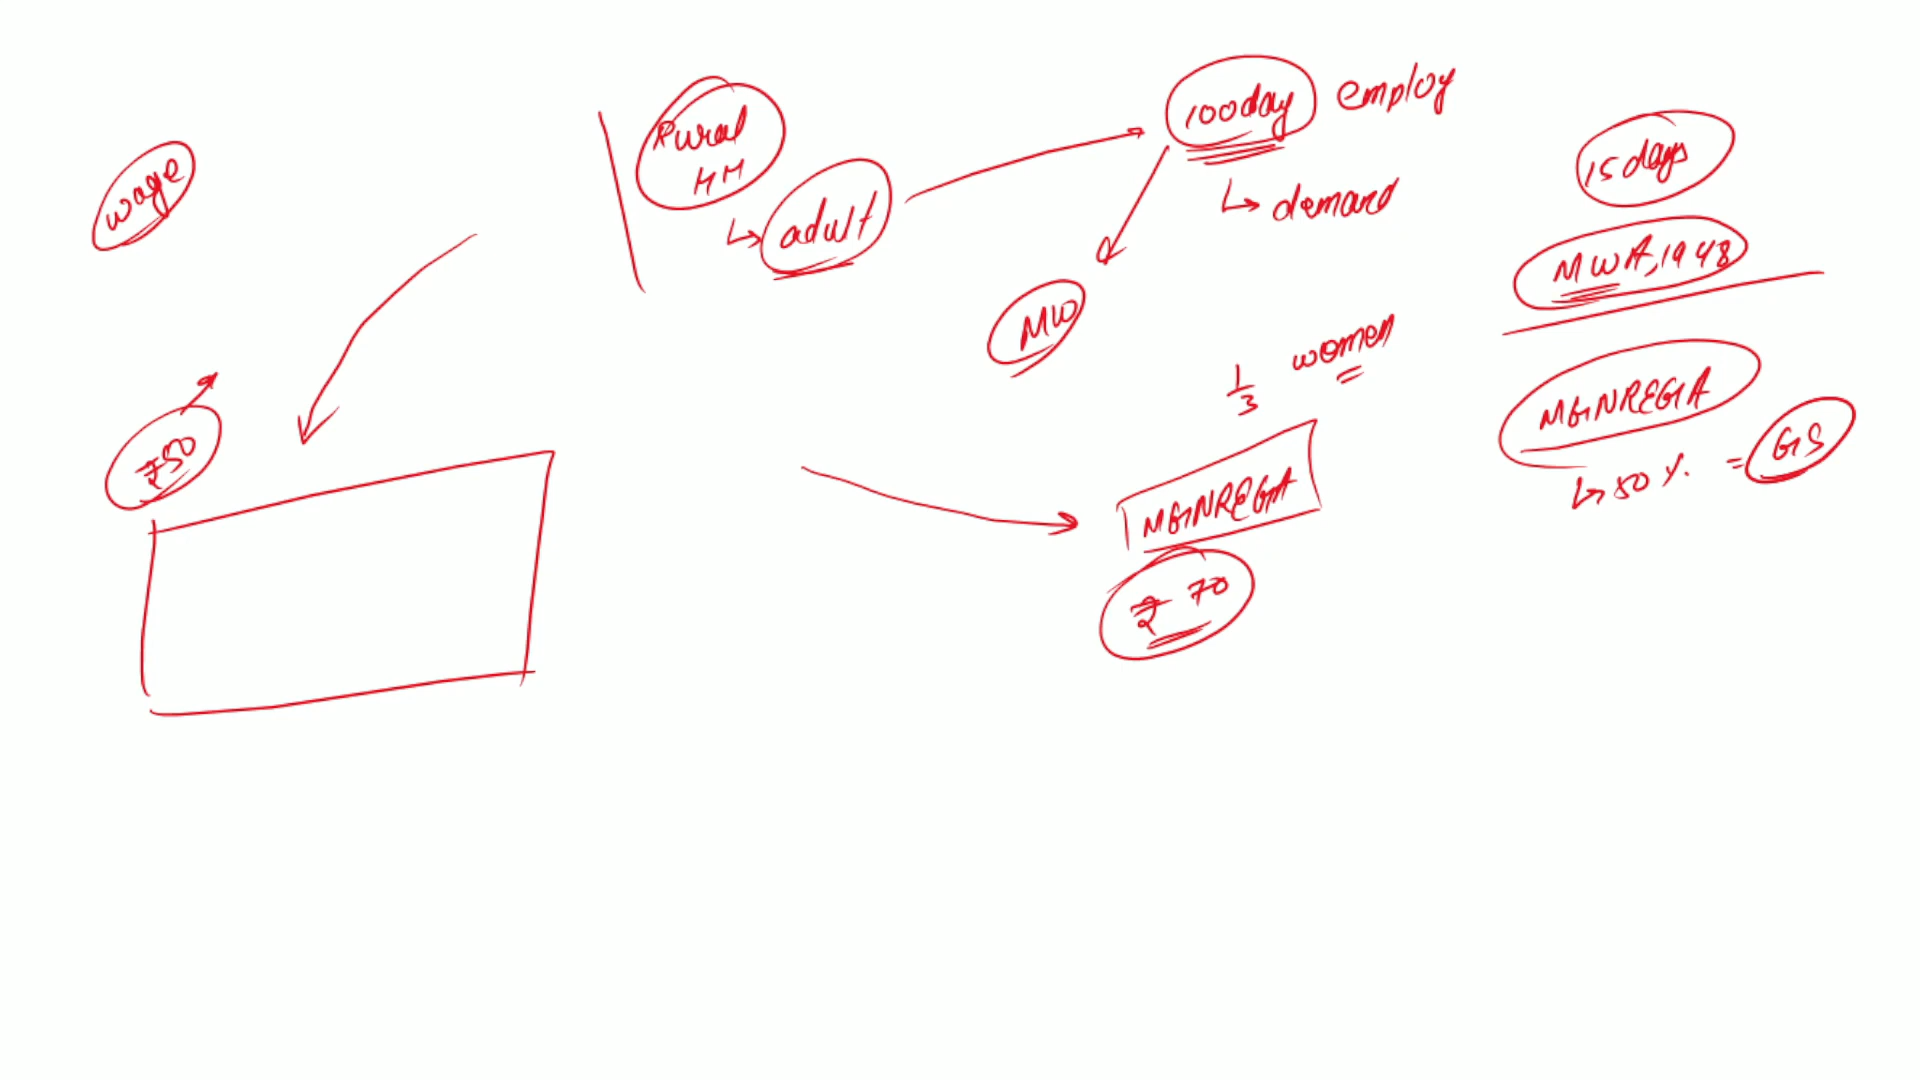 wage
Rural
HH
↳ adult
100day employ
↳ demand
MW
15 days
MWA, 1948
1/3 women
MGNREGA
↳ 50 %. = GS
₹50
MGNREGA
₹ 70